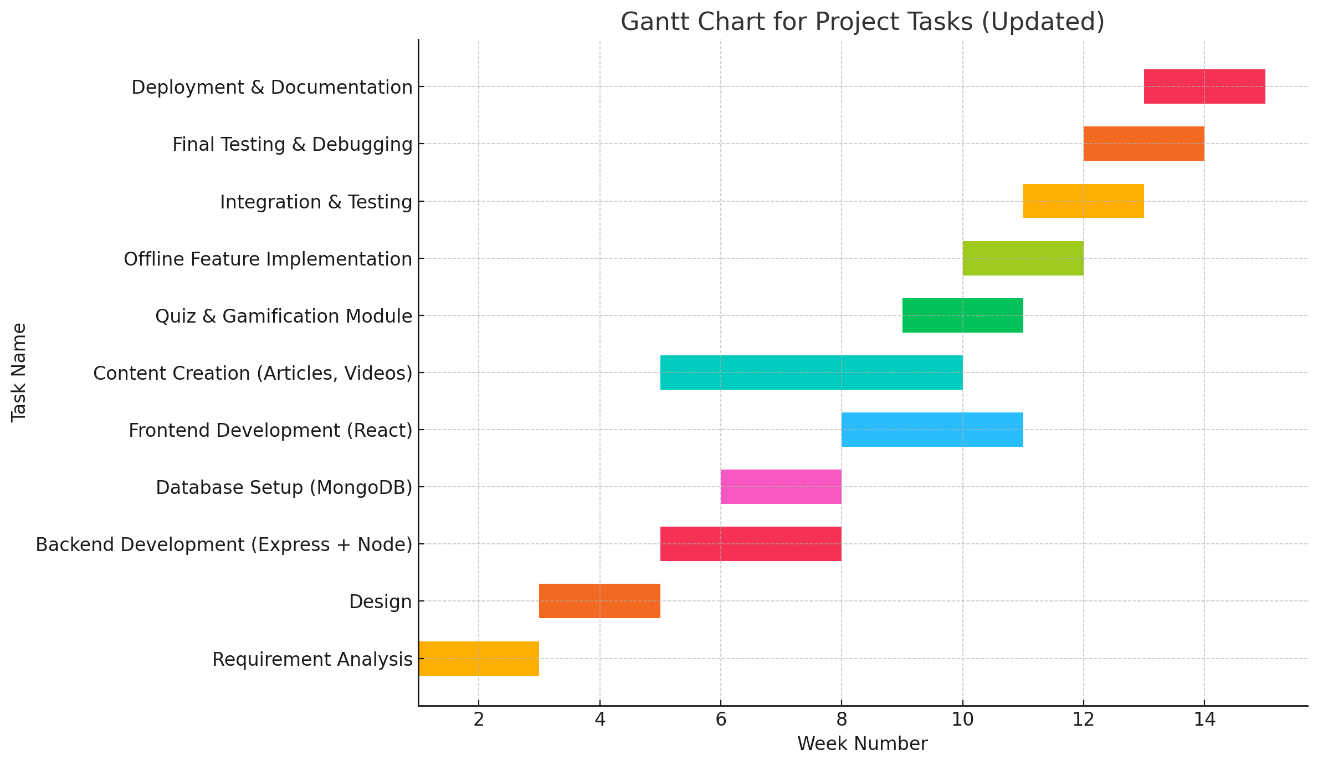 Gantt Chart for Project Tasks (Updated)
Task Name
Deployment & Documentation
Final Testing & Debugging
Integration & Testing
Offline Feature Implementation
Quiz & Gamification Module
Content Creation (Articles, Videos)
Frontend Development (React)
Database Setup (MongoDB)
Backend Development (Express + Node)
Design
Requirement Analysis
2 4 6 8 10 12 14
Week Number